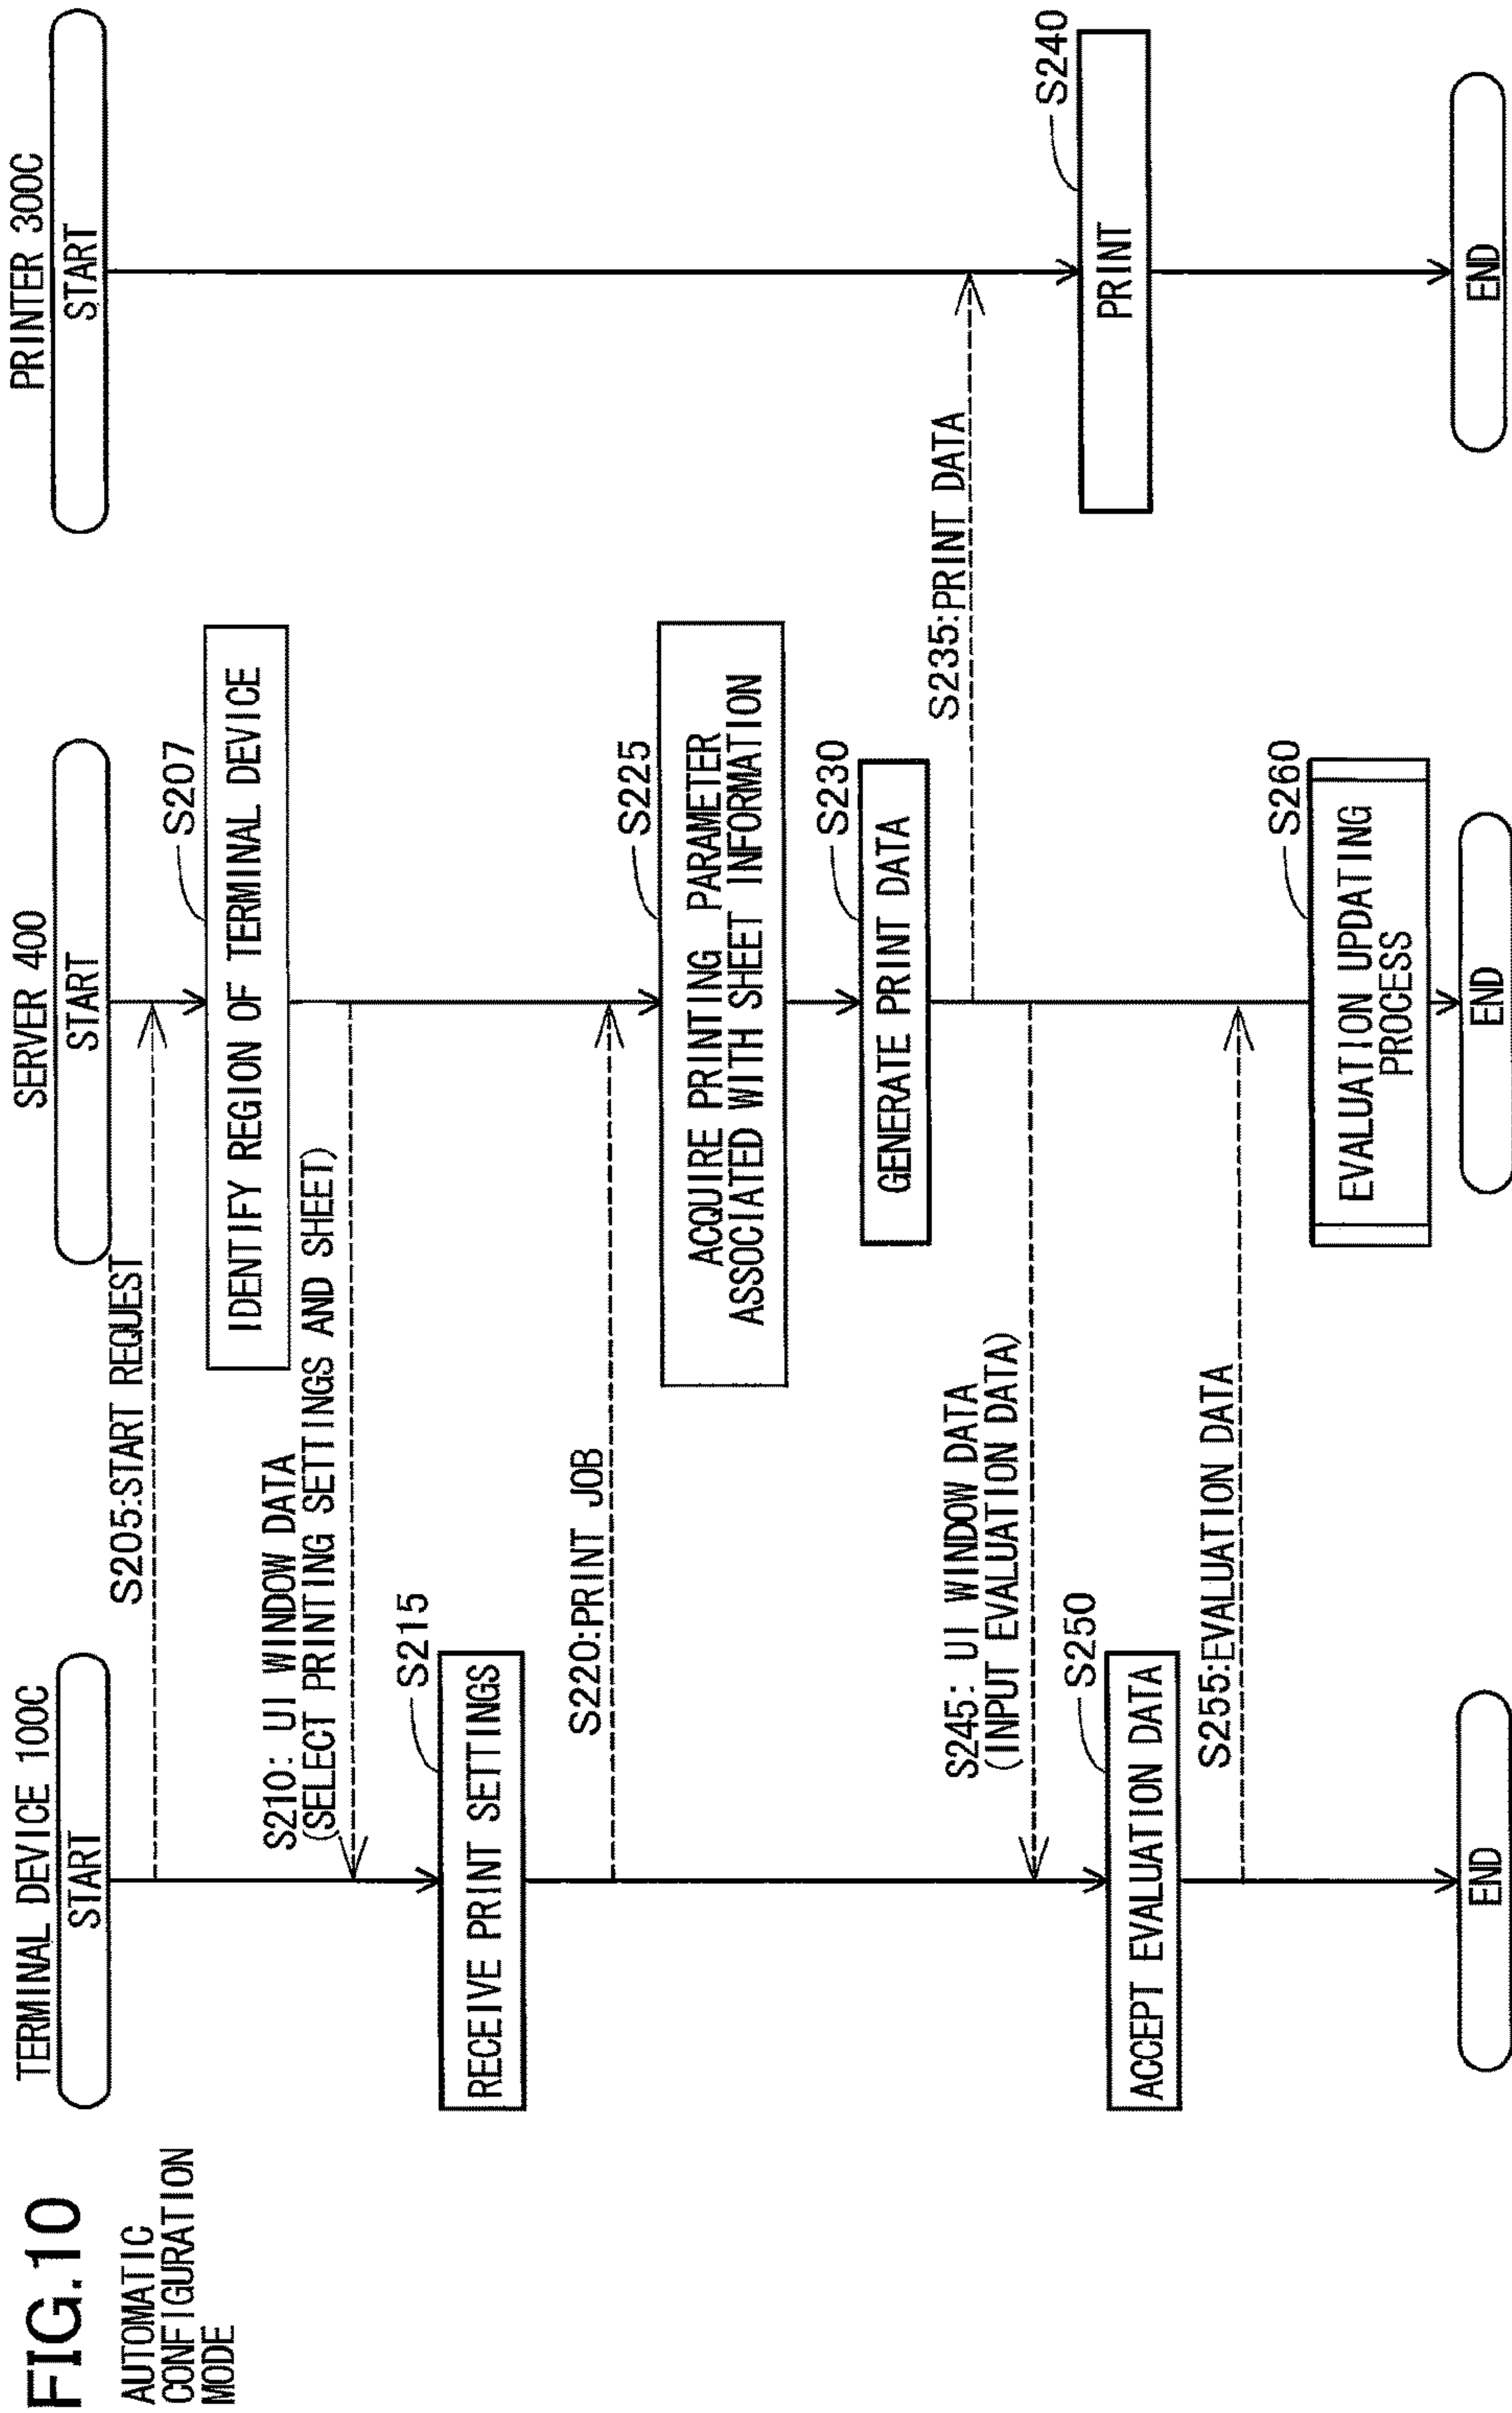 FIG.10
AUTOMATIC
CONFIGURATION
MODE
TERMINAL DEVICE 100C
SERVER 400
PRINTER 300C
START
START
START
S205:START REQUEST
S207
IDENTIFY REGION OF TERMINAL DEVICE
S210: UI WINDOW DATA
(SELECT PRINTING SETTINGS AND SHEET)
S215
RECEIVE PRINT SETTINGS
S220:PRINT JOB
S225
ACQUIRE PRINTING PARAMETER
ASSOCIATED WITH SHEET INFORMATION
S230
GENERATE PRINT DATA
S235:PRINT DATA
S240
PRINT
S245: UI WINDOW DATA
(INPUT EVALUATION DATA)
S250
ACCEPT EVALUATION DATA
S255:EVALUATION DATA
S260
EVALUATION UPDATING
PROCESS
END
END
END